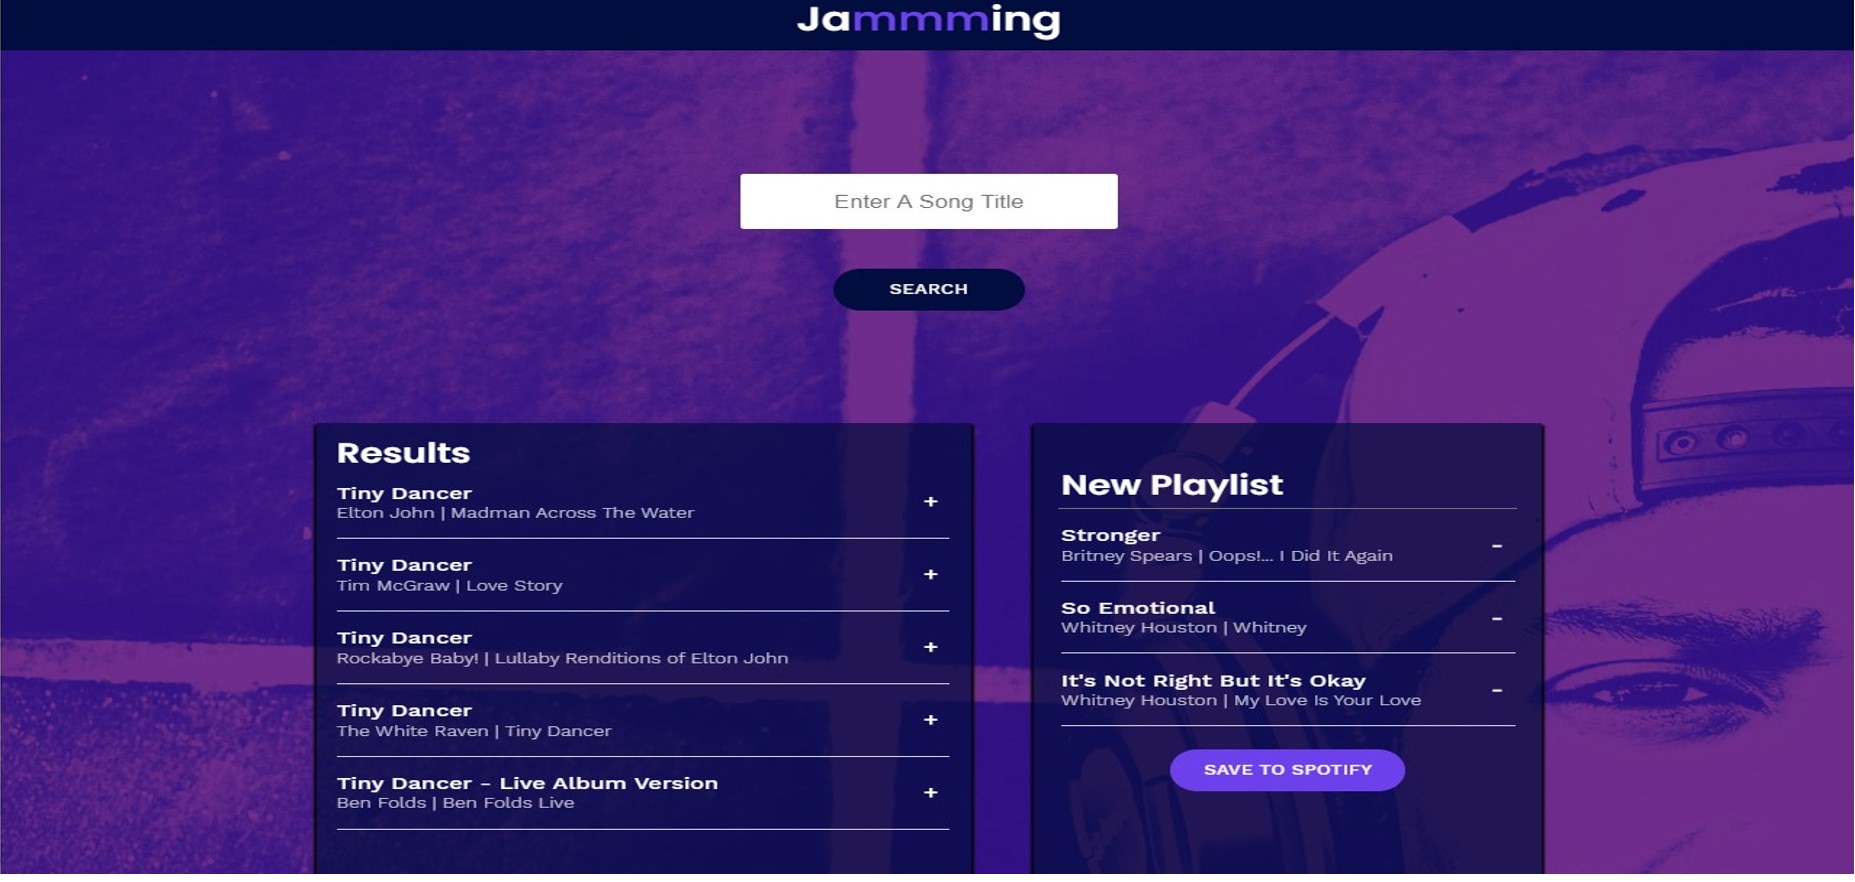 Jammming
Enter A Song Title
SEARCH
Results
Tiny Dancer
Elton John | Madman Across The Water
+
Tiny Dancer
Tim McGraw | Love Story
+
Tiny Dancer
Rockabye Baby! | Lullaby Renditions of Elton John
+
Tiny Dancer
The White Raven | Tiny Dancer
+
Tiny Dancer - Live Album Version
Ben Folds | Ben Folds Live
+
New Playlist
Stronger
Britney Spears | Oops!... I Did It Again
-
So Emotional
Whitney Houston | Whitney
-
It's Not Right But It's Okay
Whitney Houston | My Love Is Your Love
-
SAVE TO SPOTIFY